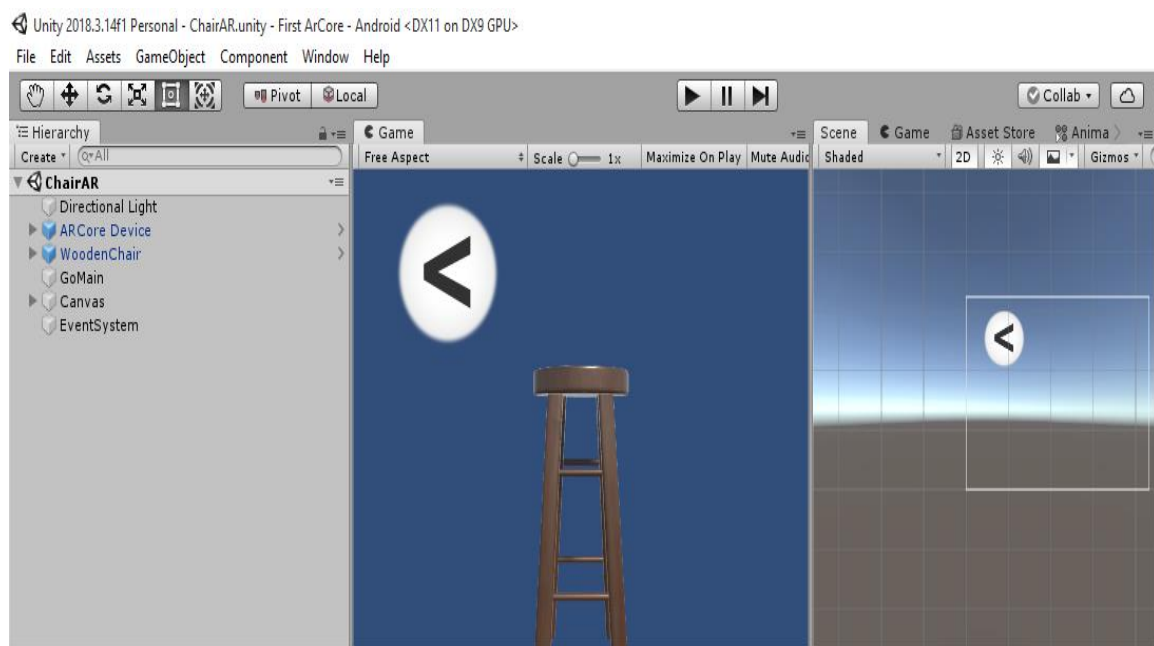 Unity 2018.3.14f1 Personal - ChairAR.unity - First ArCore - Android <DX11 on DX9 GPU>
File Edit Assets GameObject Component Window Help
Pivot Local Collab
Hierarchy Game Scene Game Asset Store Anima
Create All Free Aspect Scale 1x Maximize On Play Mute Audio Shaded 2D Gizmos
ChairAR
Directional Light
ARCore Device
WoodenChair
GoMain
Canvas
EventSystem
<
<